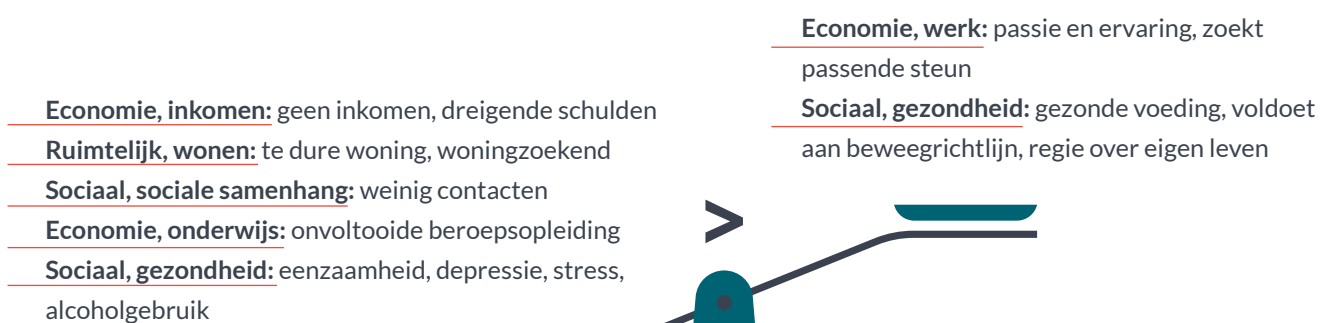 Economie, inkomen: geen inkomen, dreigende schulden
Ruimtelijk, wonen: te dure woning, woningzoekend
Sociaal, sociale samenhang: weinig contacten
Economie, onderwijs: onvoltooide beroepsopleiding
Sociaal, gezondheid: eenzaamheid, depressie, stress,
alcoholgebruik
>
Economie, werk: passie en ervaring, zoekt
passende steun
Sociaal, gezondheid: gezonde voeding, voldoet
aan beweegrichtlijn, regie over eigen leven